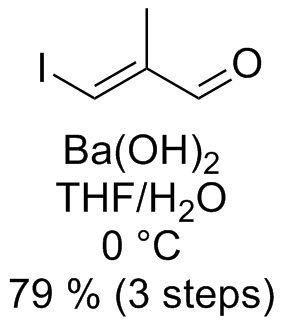 I O
Ba(OH)₂
THF/H₂O
0 °C
79 % (3 steps)